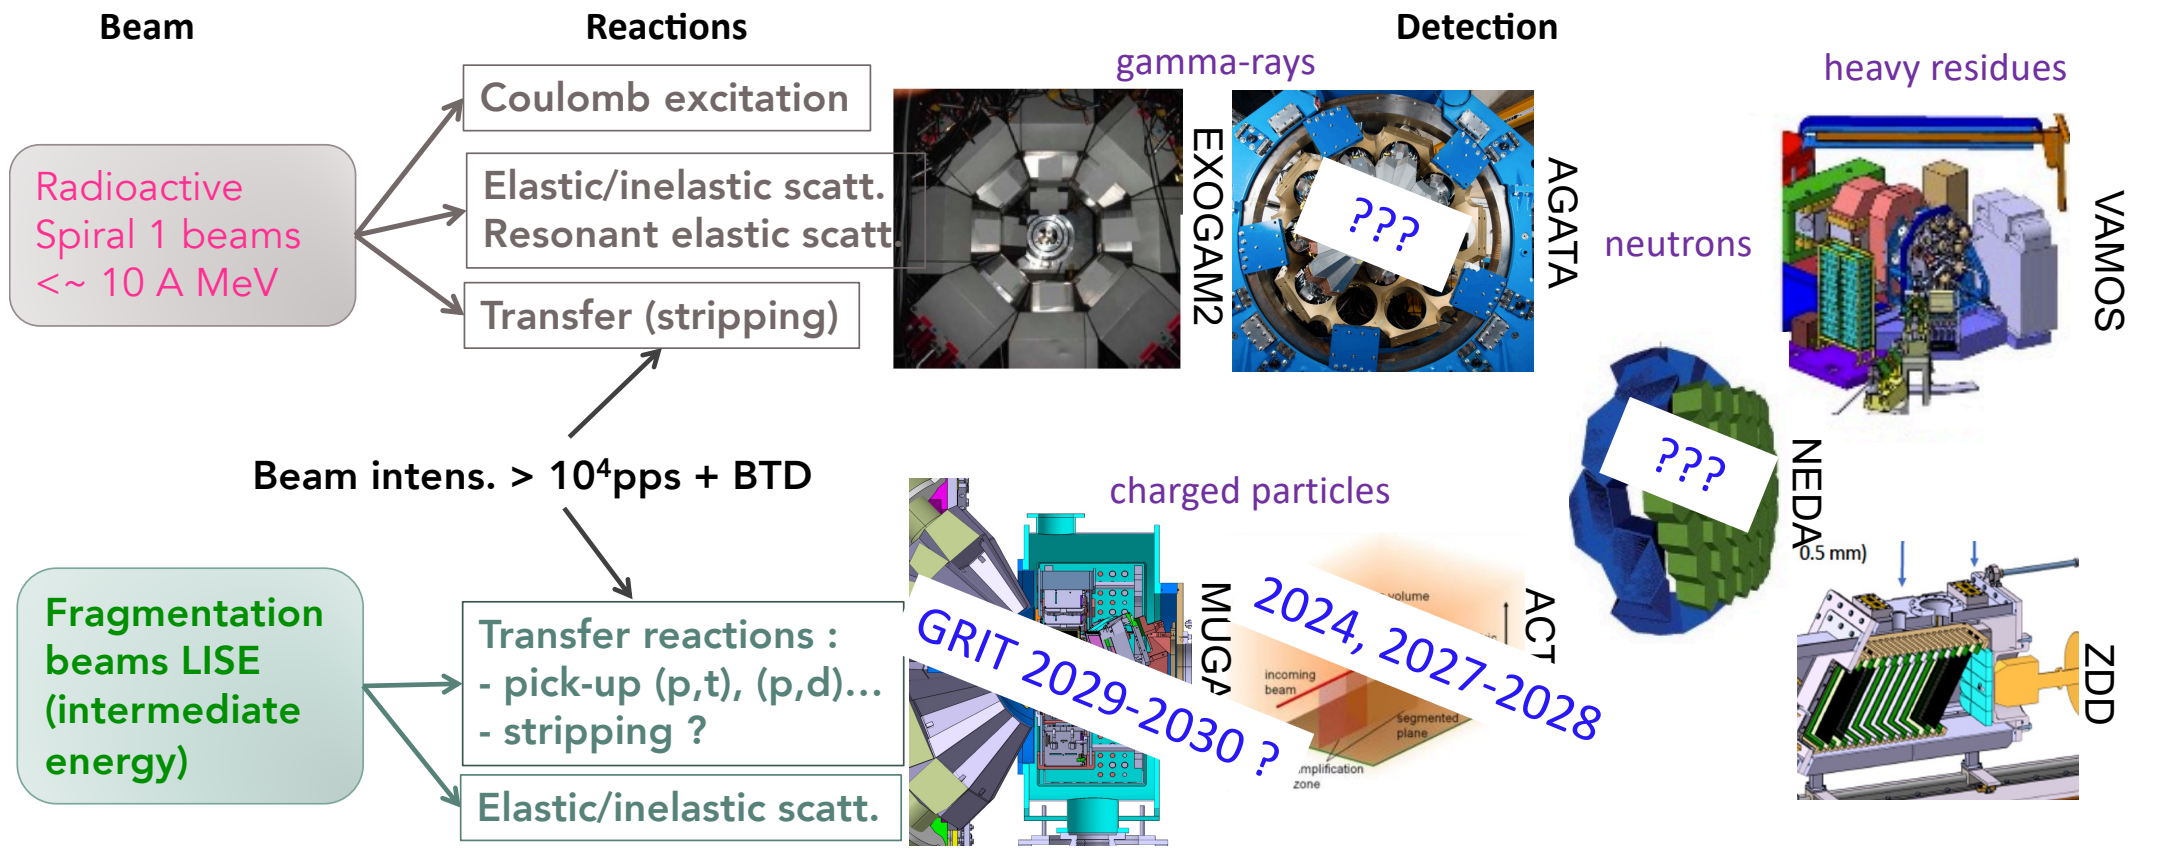 Beam
Reactions
Detection
gamma-rays
heavy residues
Coulomb excitation
Radioactive
Spiral 1 beams
<~ 10 A MeV
Elastic/inelastic scatt.
Resonant elastic scatt.
Transfer (stripping)
EXOGAM2
???
AGATA
neutrons
VAMOS
Beam intens. > 10⁴pps + BTD
charged particles
???
NEDA
0.5 mm)
Fragmentation
beams LISE
(intermediate
energy)
Transfer reactions :
- pick-up (p,t), (p,d)...
- stripping ?
Elastic/inelastic scatt.
GRIT 2029-2030 ?
MUGA
volume
2024, 2027-2028
ACT
incoming
beam
segmented
plane
mplification
zone
ZDD